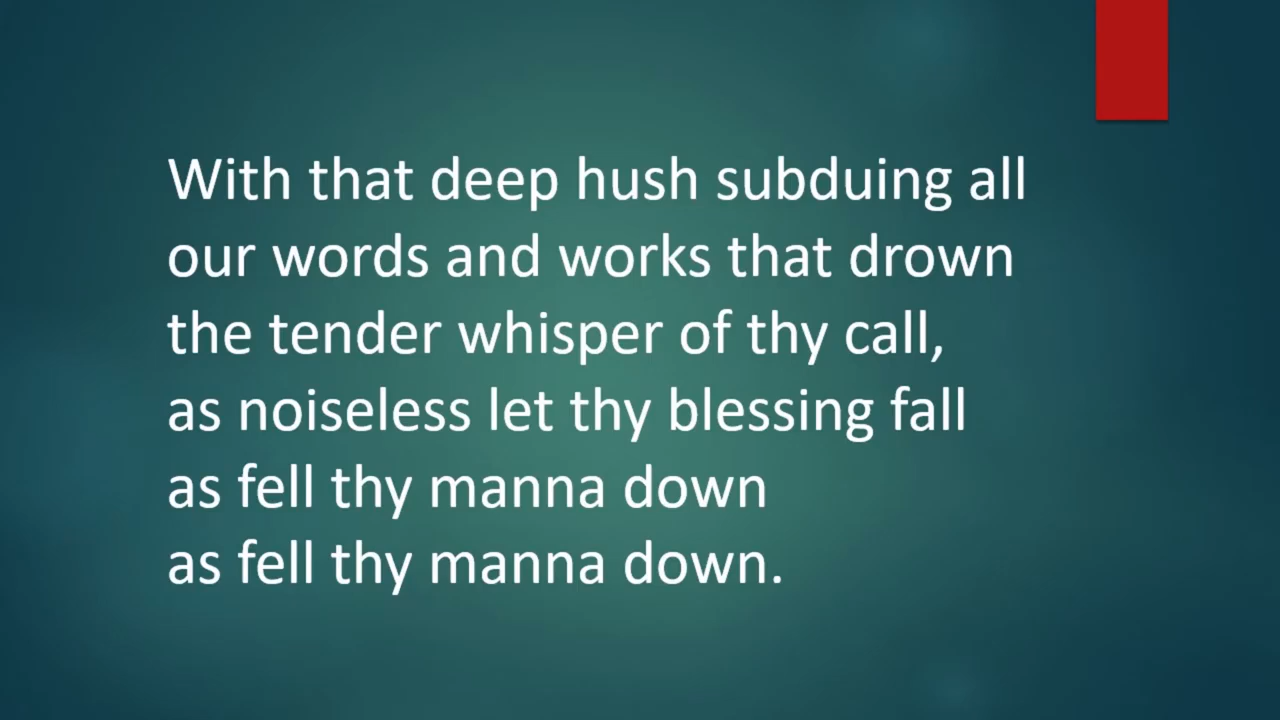 With that deep hush subduing all
our words and works that drown
the tender whisper of thy call,
as noiseless let thy blessing fall
as fell thy manna down
as fell thy manna down.